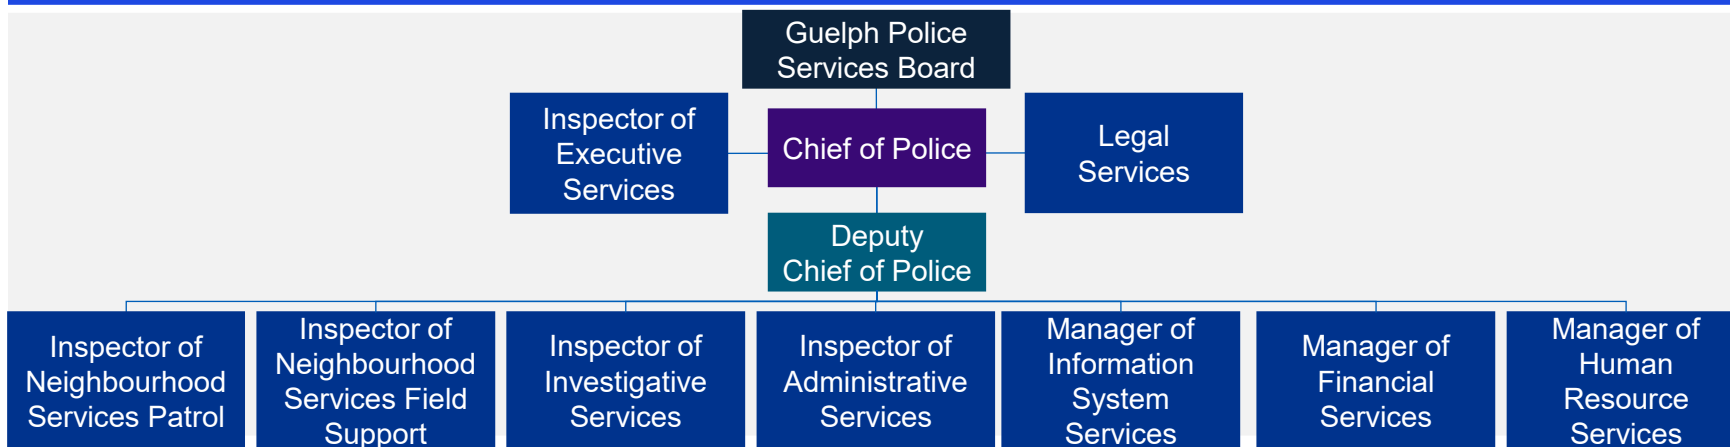 Guelph Police
Services Board
Inspector of
Executive
Services
Chief of Police
Legal
Services
Deputy
Chief of Police
Inspector of
Neighbourhood
Services Patrol
Inspector of
Neighbourhood
Services Field
Support
Inspector of
Investigative
Services
Inspector of
Administrative
Services
Manager of
Information
System
Services
Manager of
Financial
Services
Manager of
Human
Resource
Services